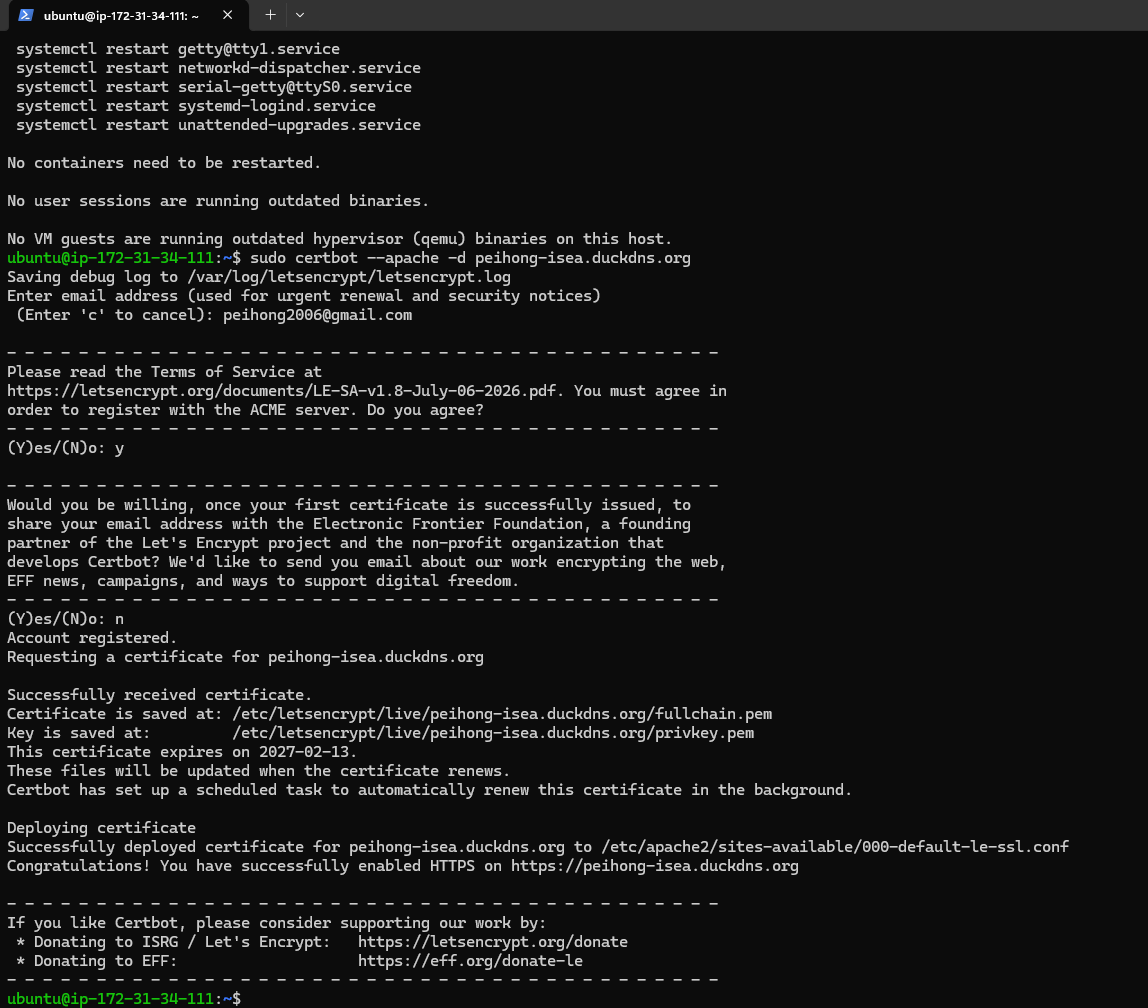 ubuntu@ip-172-31-34-111: ~
systemctl restart getty@tty1.service
systemctl restart networkd-dispatcher.service
systemctl restart serial-getty@ttyS0.service
systemctl restart systemd-logind.service
systemctl restart unattended-upgrades.service
No containers need to be restarted.
No user sessions are running outdated binaries.
No VM guests are running outdated hypervisor (qemu) binaries on this host.
ubuntu@ip-172-31-34-111:~$ sudo certbot --apache -d peihong-isea.duckdns.org
Saving debug log to /var/log/letsencrypt/letsencrypt.log
Enter email address (used for urgent renewal and security notices)
(Enter 'c' to cancel): peihong2006@gmail.com
- - - - - - - - - - - - - - - - - - - - - - - - - - - - - - - - - - - - - - - -
Please read the Terms of Service at
https://letsencrypt.org/documents/LE-SA-v1.8-July-06-2026.pdf. You must agree in
order to register with the ACME server. Do you agree?
- - - - - - - - - - - - - - - - - - - - - - - - - - - - - - - - - - - - - - - -
(Y)es/(N)o: y
- - - - - - - - - - - - - - - - - - - - - - - - - - - - - - - - - - - - - - - -
Would you be willing, once your first certificate is successfully issued, to
share your email address with the Electronic Frontier Foundation, a founding
partner of the Let's Encrypt project and the non-profit organization that
develops Certbot? We'd like to send you email about our work encrypting the web,
EFF news, campaigns, and ways to support digital freedom.
- - - - - - - - - - - - - - - - - - - - - - - - - - - - - - - - - - - - - - - -
(Y)es/(N)o: n
Account registered.
Requesting a certificate for peihong-isea.duckdns.org
Successfully received certificate.
Certificate is saved at: /etc/letsencrypt/live/peihong-isea.duckdns.org/fullchain.pem
Key is saved at:         /etc/letsencrypt/live/peihong-isea.duckdns.org/privkey.pem
This certificate expires on 2027-02-13.
These files will be updated when the certificate renews.
Certbot has set up a scheduled task to automatically renew this certificate in the background.
Deploying certificate
Successfully deployed certificate for peihong-isea.duckdns.org to /etc/apache2/sites-available/000-default-le-ssl.conf
Congratulations! You have successfully enabled HTTPS on https://peihong-isea.duckdns.org
- - - - - - - - - - - - - - - - - - - - - - - - - - - - - - - - - - - - - - - -
If you like Certbot, please consider supporting our work by:
* Donating to ISRG / Let's Encrypt:   https://letsencrypt.org/donate
* Donating to EFF:                    https://eff.org/donate-le
- - - - - - - - - - - - - - - - - - - - - - - - - - - - - - - - - - - - - - - -
ubuntu@ip-172-31-34-111:~$